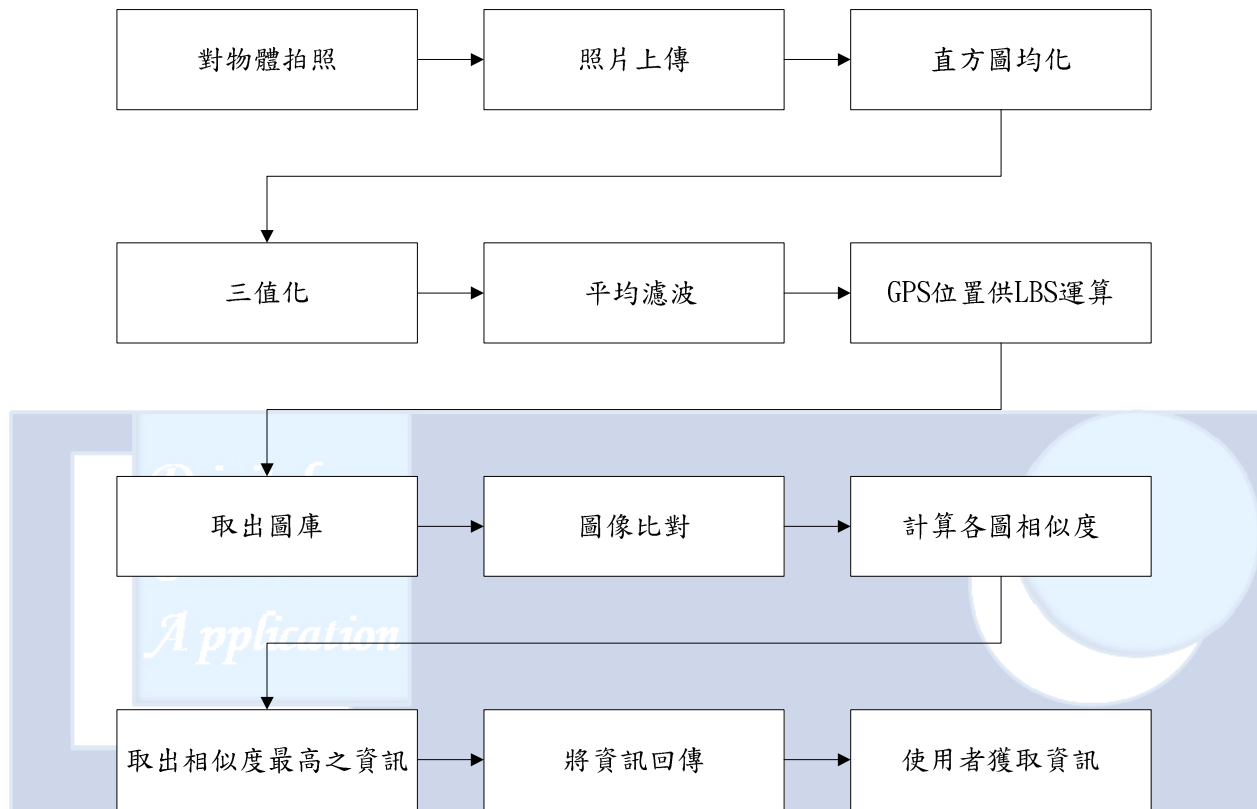 對物體拍照
照片上傳
直方圖均化
三值化
平均濾波
GPS位置供LBS運算
取出圖庫
圖像比對
計算各圖相似度
Application
取出相似度最高之資訊
將資訊回傳
使用者獲取資訊